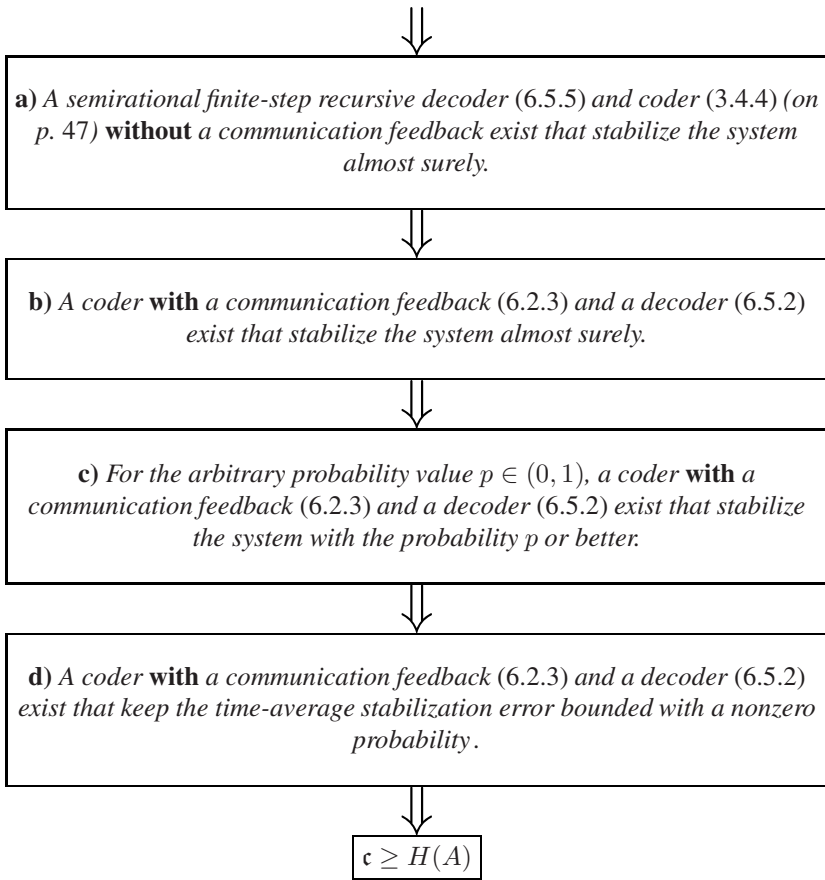 a) A semirational finite-step recursive decoder (6.5.5) and coder (3.4.4) (on
p. 47) without a communication feedback exist that stabilize the system
almost surely.
b) A coder with a communication feedback (6.2.3) and a decoder (6.5.2)
exist that stabilize the system almost surely.
c) For the arbitrary probability value p ∈ (0, 1), a coder with a
communication feedback (6.2.3) and a decoder (6.5.2) exist that stabilize
the system with the probability p or better.
d) A coder with a communication feedback (6.2.3) and a decoder (6.5.2)
exist that keep the time-average stabilization error bounded with a nonzero
probability.
𝔠 ≥ H(A)